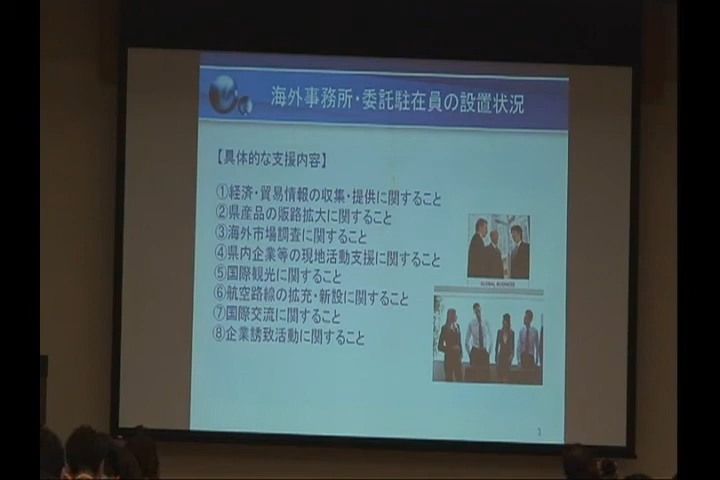 海外事務所・委託駐在員の設置状況
【具体的な支援内容】
①経済・貿易情報の収集・提供に関すること
②県産品の販路拡大に関すること
③海外市場調査に関すること
④県内企業等の現地活動支援に関すること
⑤国際観光に関すること
⑥航空路線の拡充・新設に関すること
⑦国際交流に関すること
⑧企業誘致活動に関すること
GLOBAL BUSINESS
3